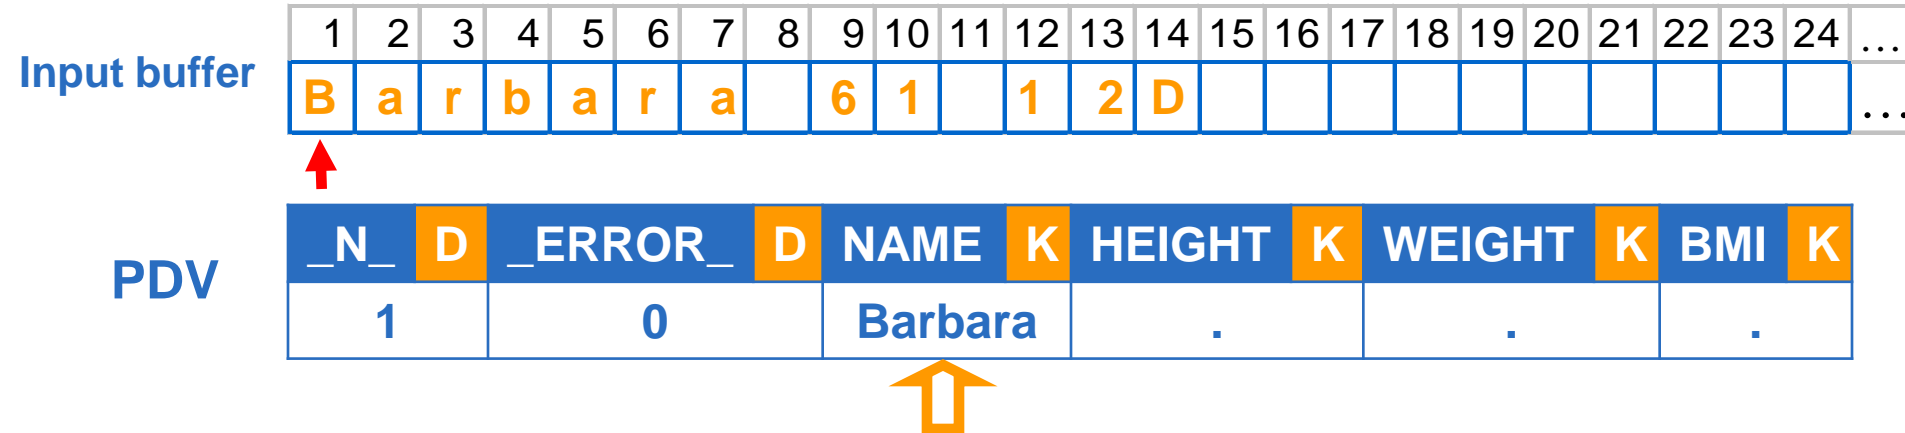 1 2 3 4 5 6 7 8 9 10 11 12 13 14 15 16 17 18 19 20 21 22 23 24 ...
Input buffer
B a r b a r a 6 1 1 2 D ...
_N_ D _ERROR_ D NAME K HEIGHT K WEIGHT K BMI K
PDV
1 0 Barbara . . .